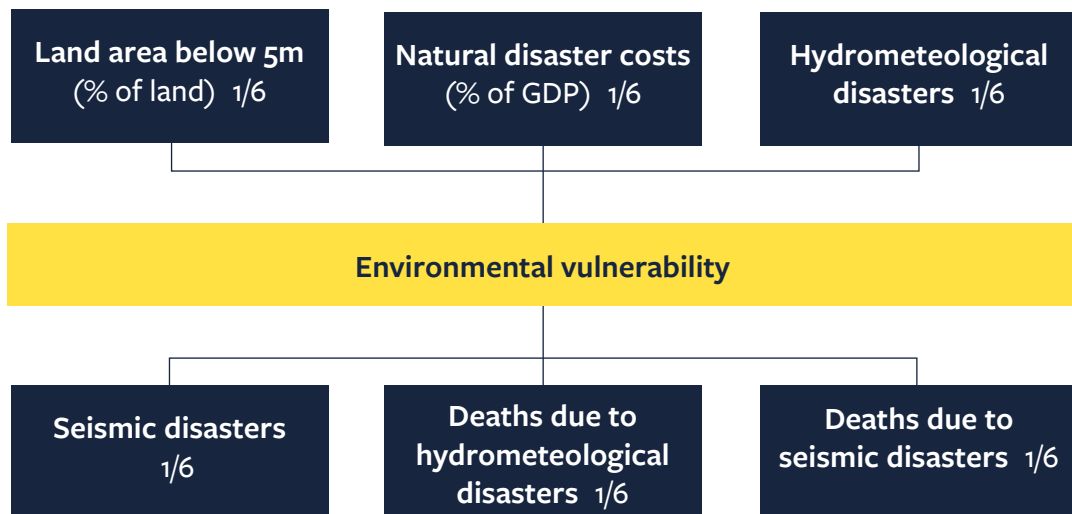 Land area below 5m
(% of land) 1/6
Natural disaster costs
(% of GDP) 1/6
Hydrometeological
disasters 1/6
Environmental vulnerability
Seismic disasters
1/6
Deaths due to
hydrometeological
disasters 1/6
Deaths due to
seismic disasters 1/6